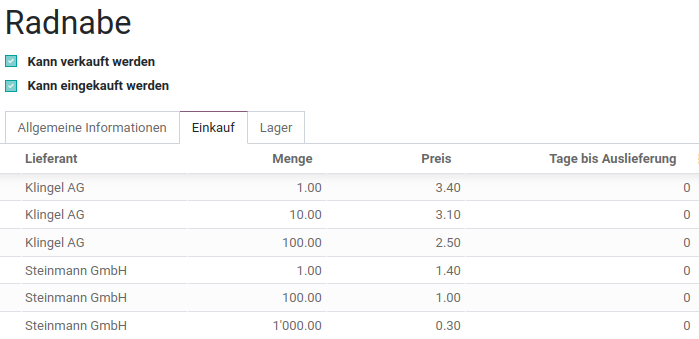 Radnabe
Kann verkauft werden
Kann eingekauft werden
Allgemeine Informationen Einkauf Lager
Lieferant Menge Preis Tage bis Auslieferung
Klingel AG 1.00 3.40 0
Klingel AG 10.00 3.10 0
Klingel AG 100.00 2.50 0
Steinmann GmbH 1.00 1.40 0
Steinmann GmbH 100.00 1.00 0
Steinmann GmbH 1'000.00 0.30 0